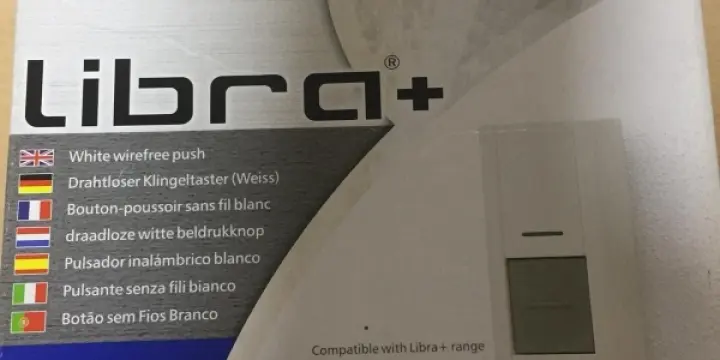 Libra®+
White wirefree push
Drahtloser Klingeltaster (Weiss)
Bouton-poussoir sans fil blanc
draadloze witte beldrukknop
Pulsador inalámbrico blanco
Pulsante senza fili bianco
Botão sem Fios Branco
Compatible with Libra+ range